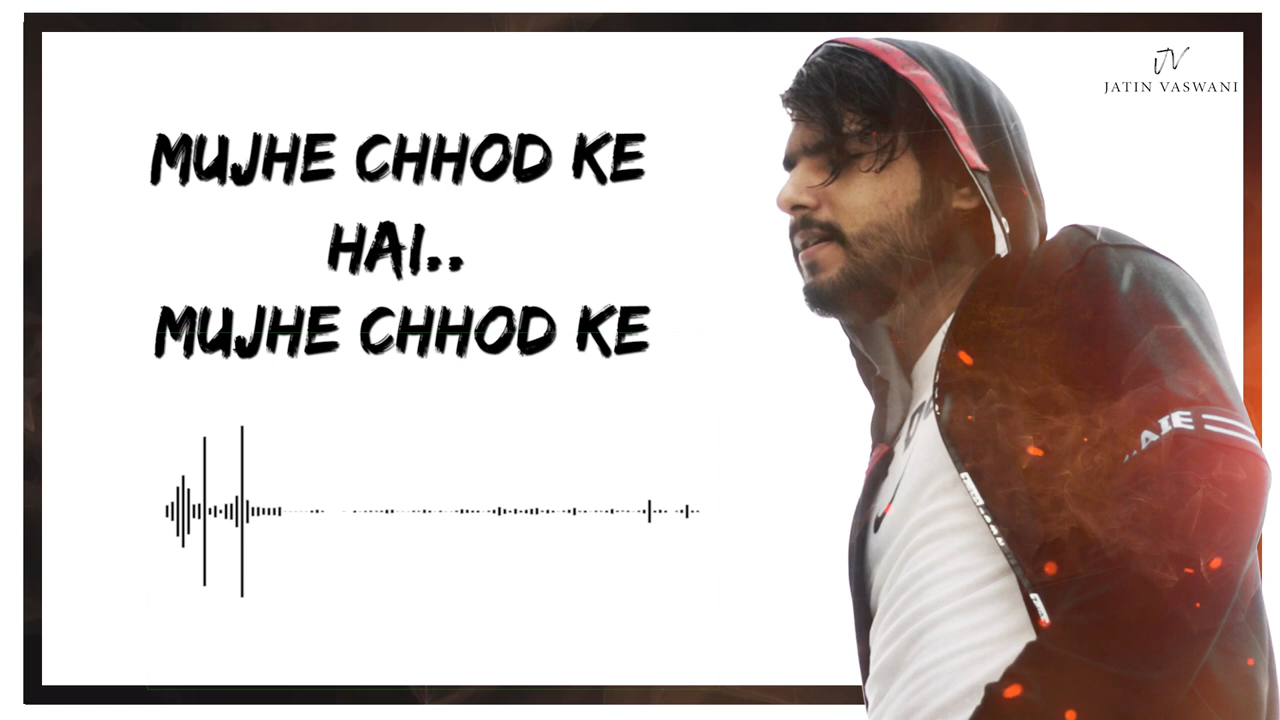 MUJHE CHHOD KE
HAI..
MUJHE CHHOD KE
JV
JATIN VASWANI